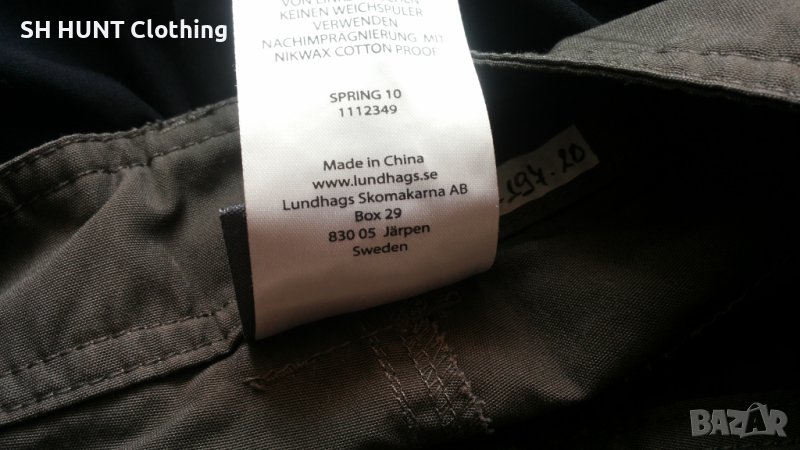 SH HUNT Clothing
KEINEN WEICHSPÜLER
VERWENDEN
NACHIMPRÄGNIERUNG MIT
NIKWAX COTTON PROOF
SPRING 10
1112349
Made in China
www.lundhags.se
Lundhags Skomakarna AB
Box 29
830 05 Järpen
Sweden
197.20
BAZAR